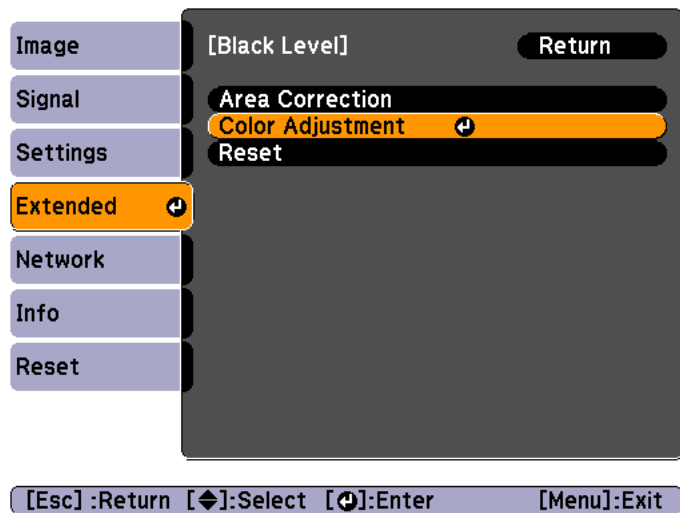 Image
Signal
Settings
Extended
Network
Info
Reset
[Black Level] Return
Area Correction
Color Adjustment
Reset
[Esc] :Return [◆]:Select [↵]:Enter [Menu]:Exit